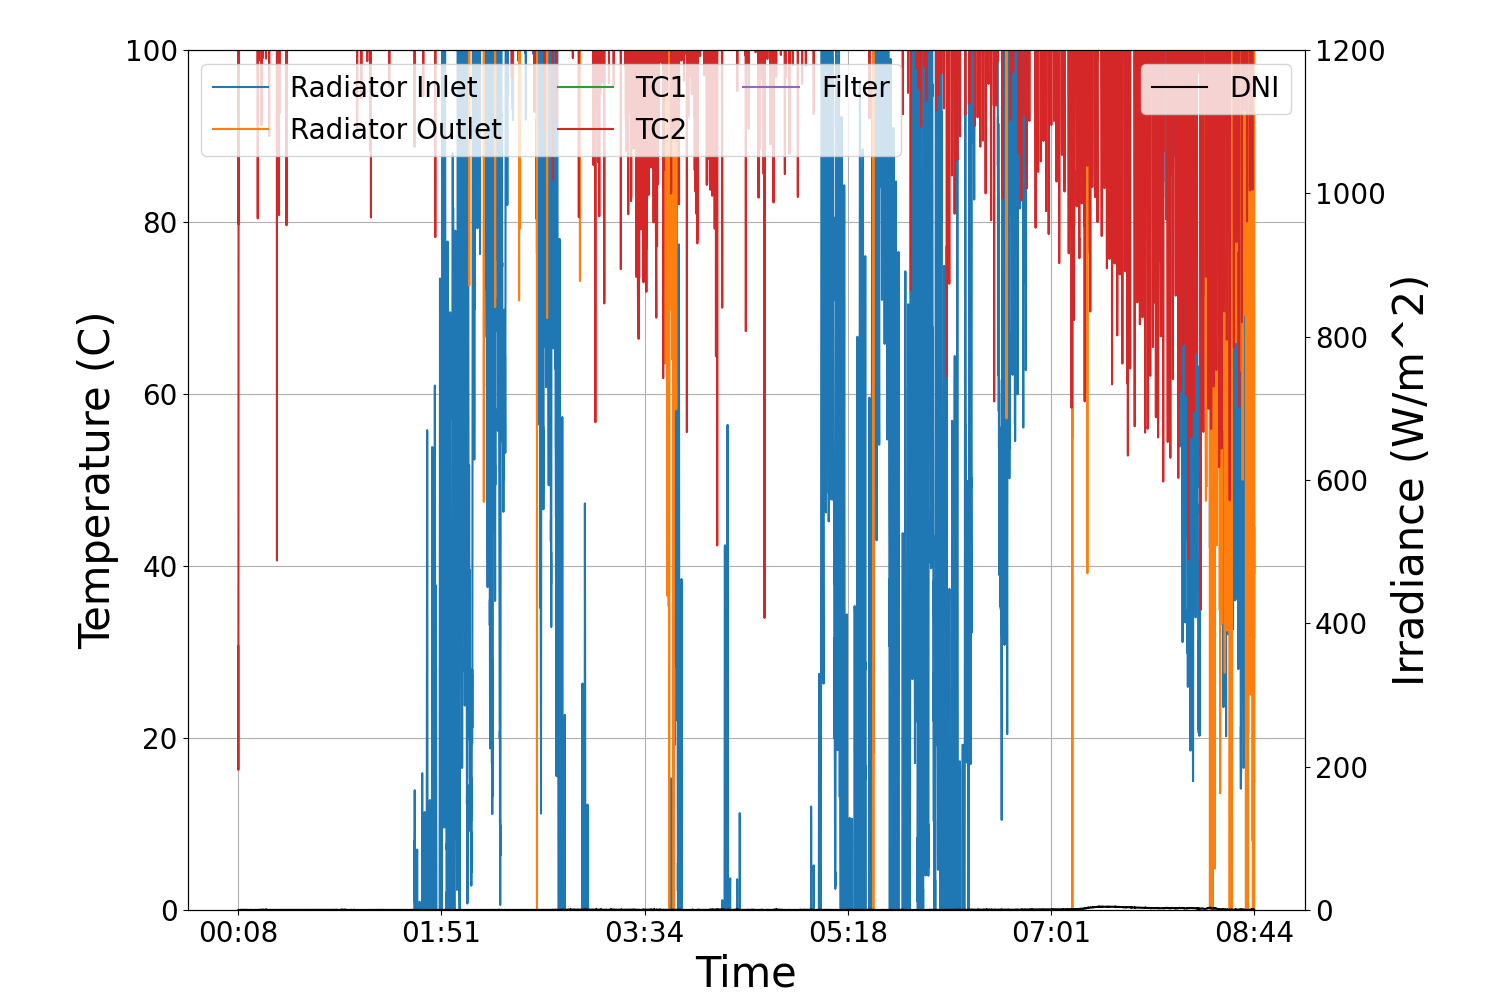 100
80
60
40
20
0
Temperature (C)
Radiator Inlet
Radiator Outlet
TC1
TC2
Filter
DNI
1200
1000
800
600
400
200
0
Irradiance (W/m^2)
00:08
01:51
03:34
05:18
07:01
08:44
Time